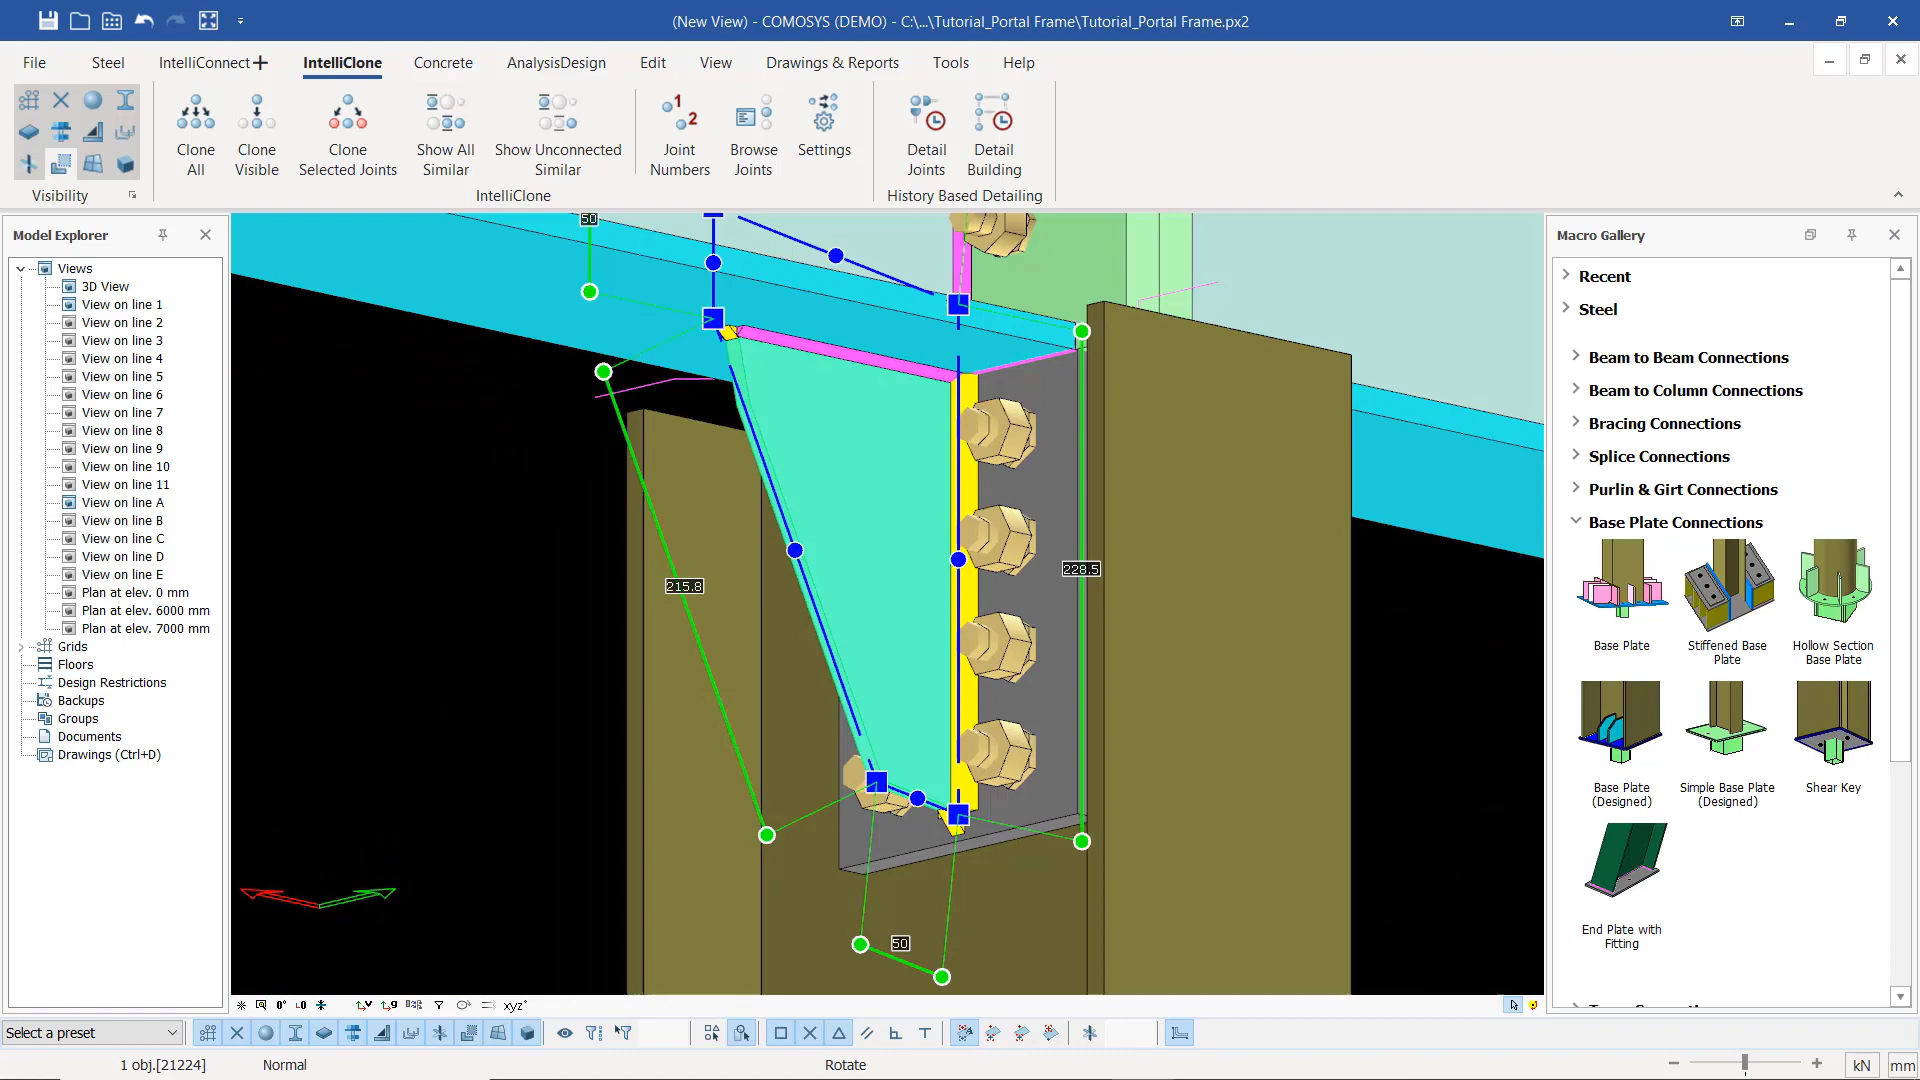 (New View) - COMOSYS (DEMO) - C:\...\Tutorial_Portal Frame\Tutorial_Portal Frame.px2
File
Steel
IntelliConnect
IntelliClone
Concrete
AnalysisDesign
Edit
View
Drawings & Reports
Tools
Help
Clone
All
Clone
Visible
Clone
Selected Joints
Show All
Similar
Show Unconnected
Similar
Joint
Numbers
Browse
Joints
Settings
Detail
Joints
Detail
Building
Visibility
IntelliClone
History Based Detailing
Model Explorer
Views
3D View
View on line 1
View on line 2
View on line 3
View on line 4
View on line 5
View on line 6
View on line 7
View on line 8
View on line 9
View on line 10
View on line 11
View on line A
View on line B
View on line C
View on line D
View on line E
Plan at elev. 0 mm
Plan at elev. 6000 mm
Plan at elev. 7000 mm
Grids
Floors
Design Restrictions
Backups
Groups
Documents
Drawings (Ctrl+D)
50
215.8
228.5
50
Macro Gallery
Recent
Steel
Beam to Beam Connections
Beam to Column Connections
Bracing Connections
Splice Connections
Purlin & Girt Connections
Base Plate Connections
Base Plate
Stiffened Base
Plate
Hollow Section
Base Plate
Base Plate
(Designed)
Simple Base Plate
(Designed)
Shear Key
End Plate with
Fitting
xyz
Select a preset
1 obj.[21224]
Normal
Rotate
kN
mm